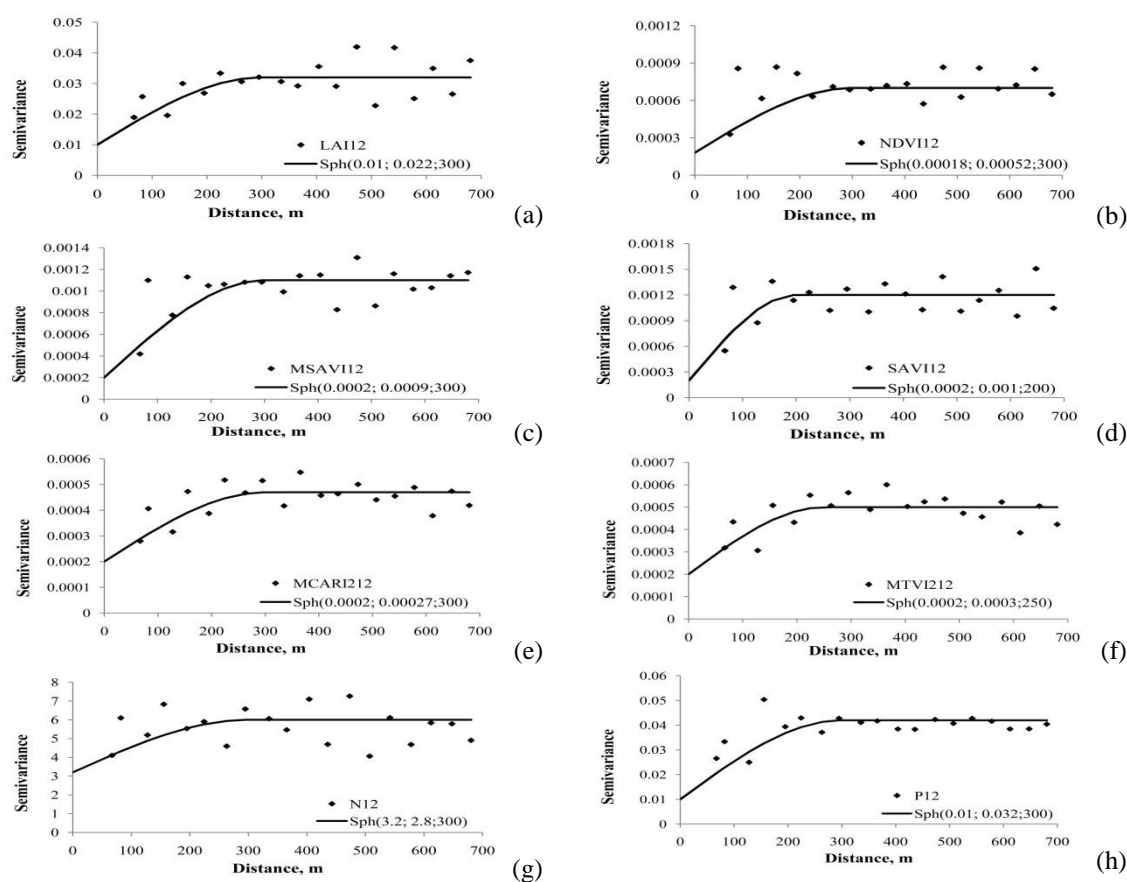 0.05
0.04
0.03
0.02
0.01
0
Semivariance
LAI12
Sph(0.01; 0.022;300)
0 100 200 300 400 500 600 700
Distance, m
(a)
0.0012
0.0009
0.0006
0.0003
0
Semivariance
NDVI12
Sph(0.00018; 0.00052;300)
0 100 200 300 400 500 600 700
Distance, m
(b)
0.0014
0.0012
0.001
0.0008
0.0006
0.0004
0.0002
0
Semivariance
MSAVI12
Sph(0.0002; 0.0009;300)
0 100 200 300 400 500 600 700
Distance, m
(c)
0.0018
0.0015
0.0012
0.0009
0.0006
0.0003
0
Semivariance
SAVI12
Sph(0.0002; 0.001;200)
0 100 200 300 400 500 600 700
Distance, m
(d)
0.0006
0.0005
0.0004
0.0003
0.0002
0.0001
0
Semivariance
MCARI212
Sph(0.0002; 0.00027;300)
0 100 200 300 400 500 600 700
Distance, m
(e)
0.0007
0.0006
0.0005
0.0004
0.0003
0.0002
0.0001
0
Semivariance
MTVI212
Sph(0.0002; 0.0003;250)
0 100 200 300 400 500 600 700
Distance, m
(f)
8
7
6
5
4
3
2
1
0
Semivariance
N12
Sph(3.2; 2.8;300)
0 100 200 300 400 500 600 700
Distance, m
(g)
0.06
0.05
0.04
0.03
0.02
0.01
0
Semivariance
P12
Sph(0.01; 0.032;300)
0 100 200 300 400 500 600 700
Distance, m
(h)